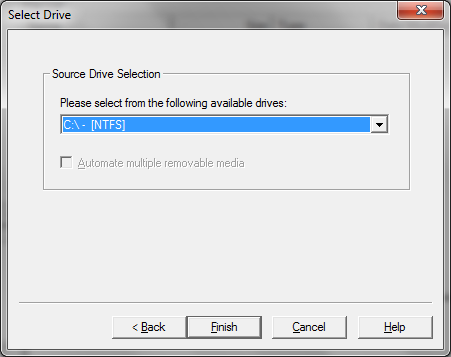 Select Drive
Source Drive Selection
Please select from the following available drives:
C:\ - [NTFS]
Automate multiple removable media
< Back Finish Cancel Help